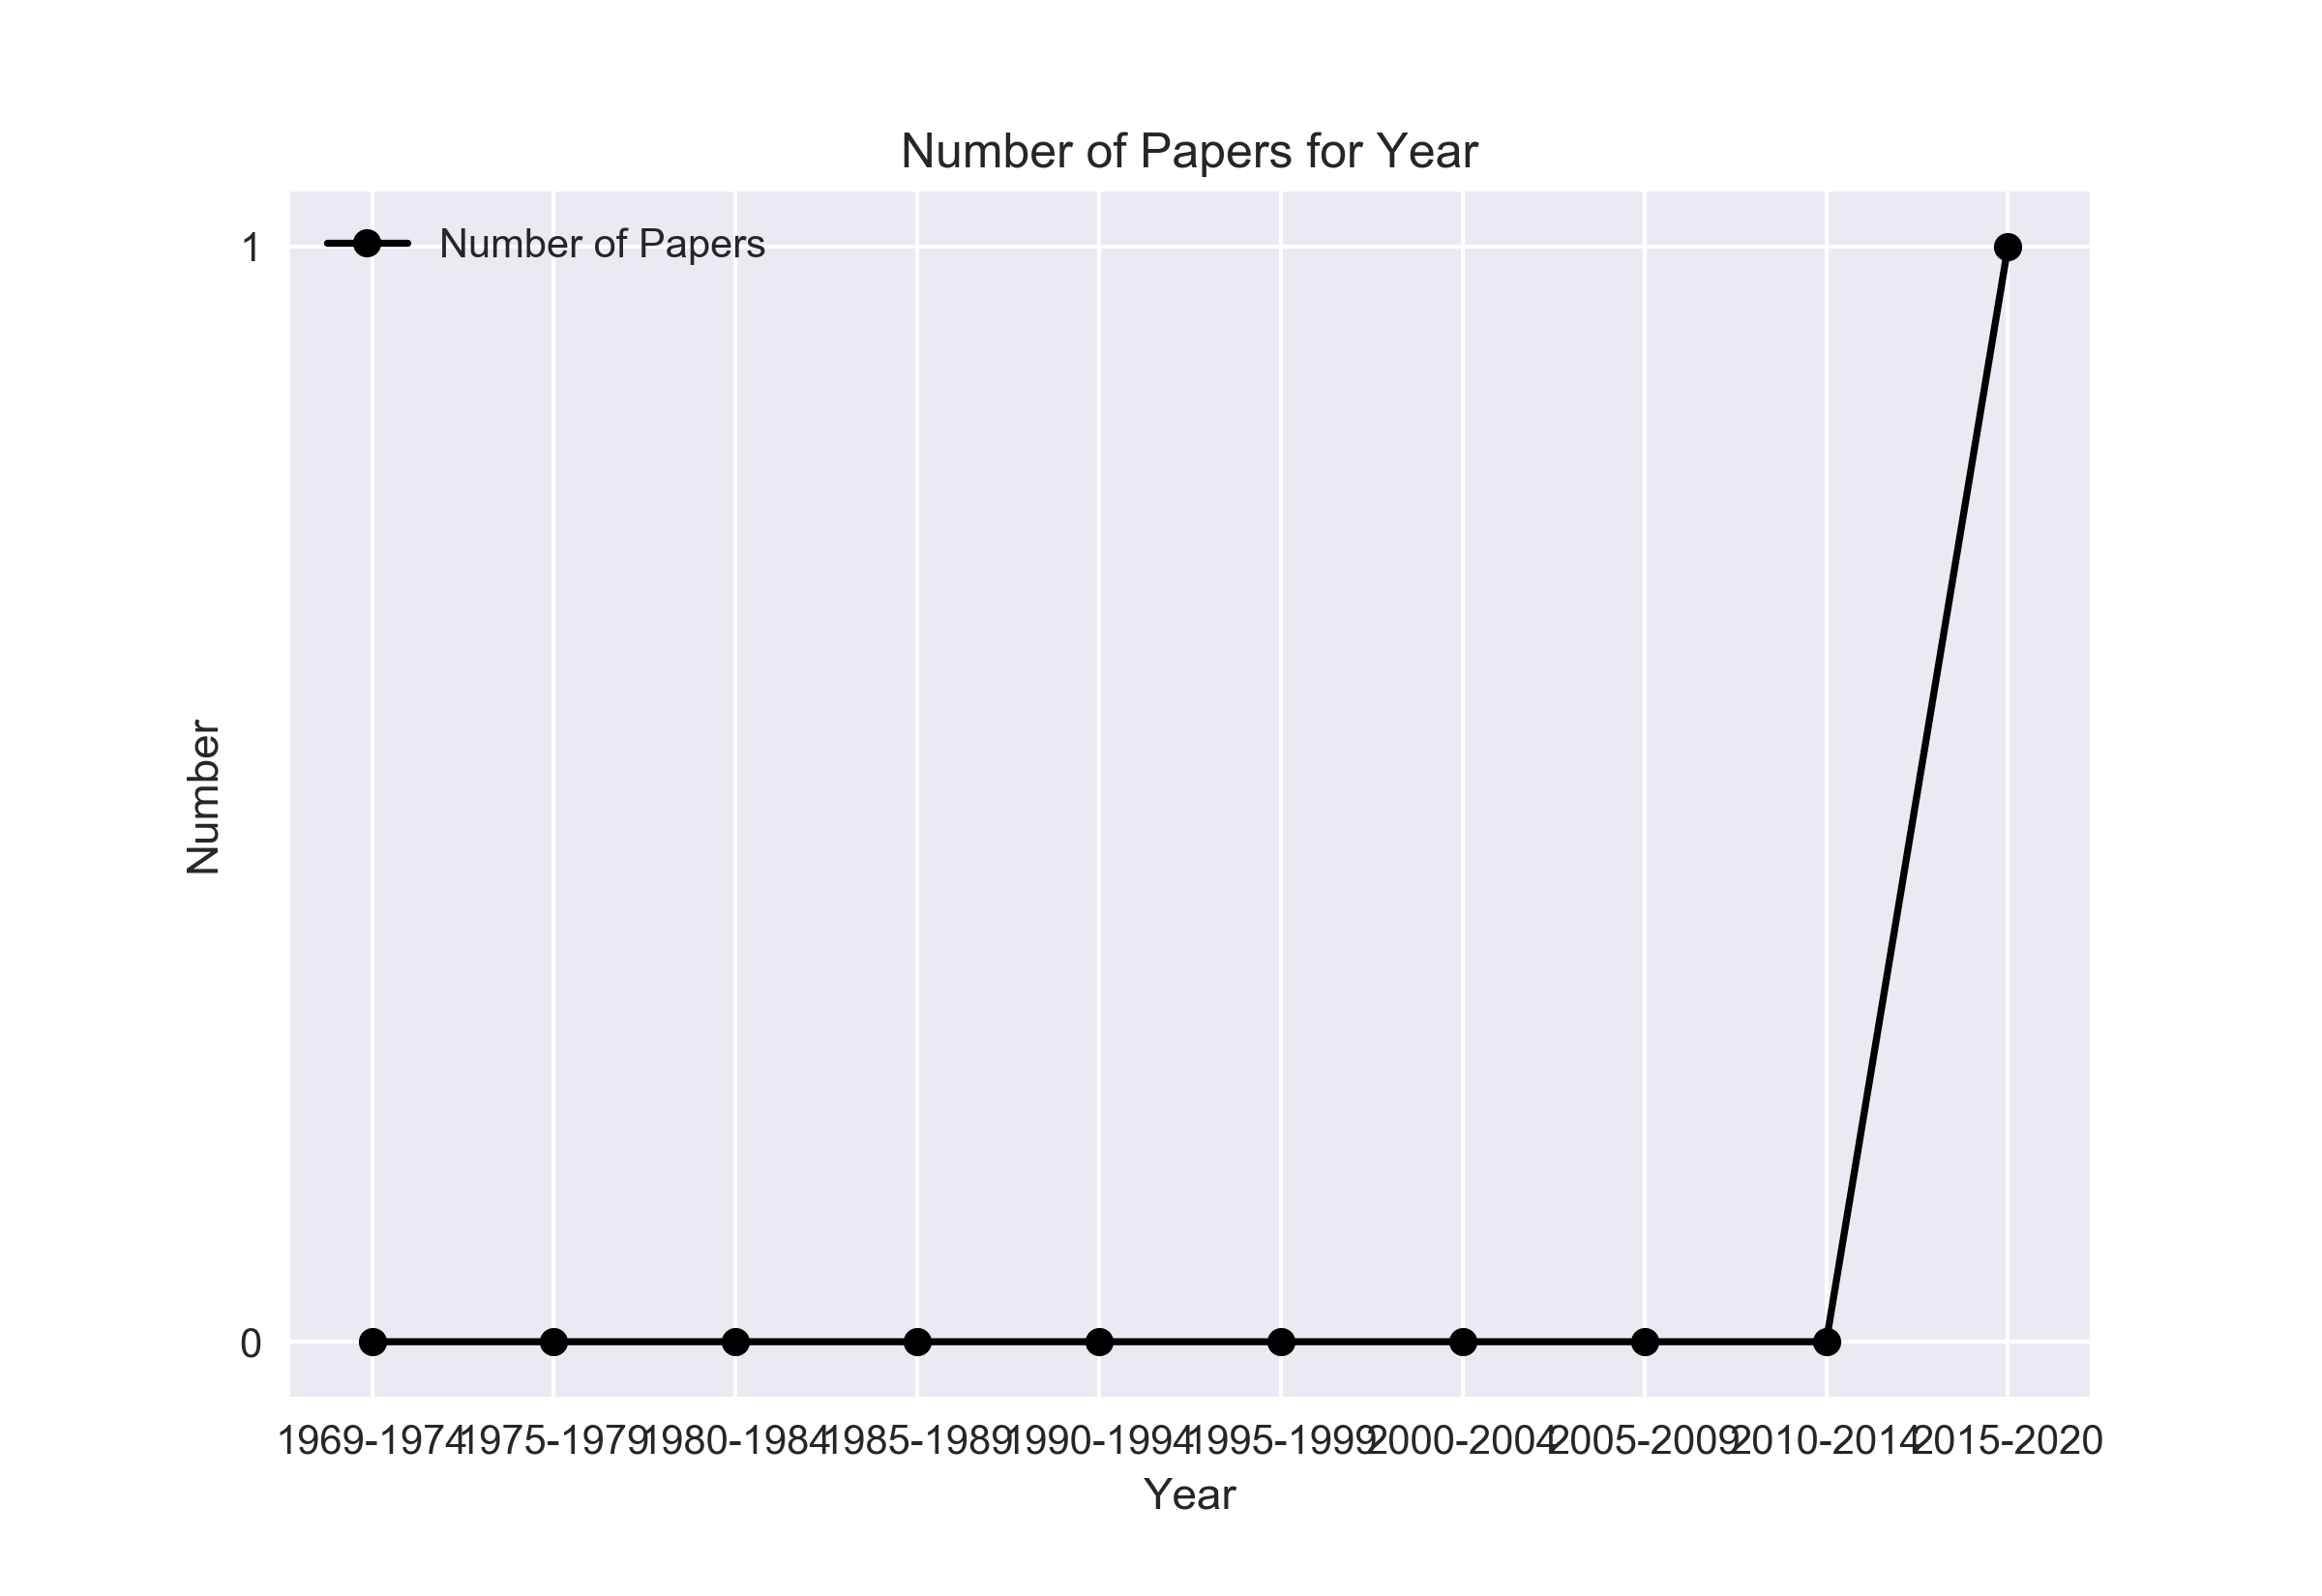 Number of Papers for Year
Number of Papers
1
Number
0
1969-1974 1975-1979 1980-1984 1985-1989 1990-1994 1995-1999 2000-2004 2005-2009 2010-2014 2015-2020
Year